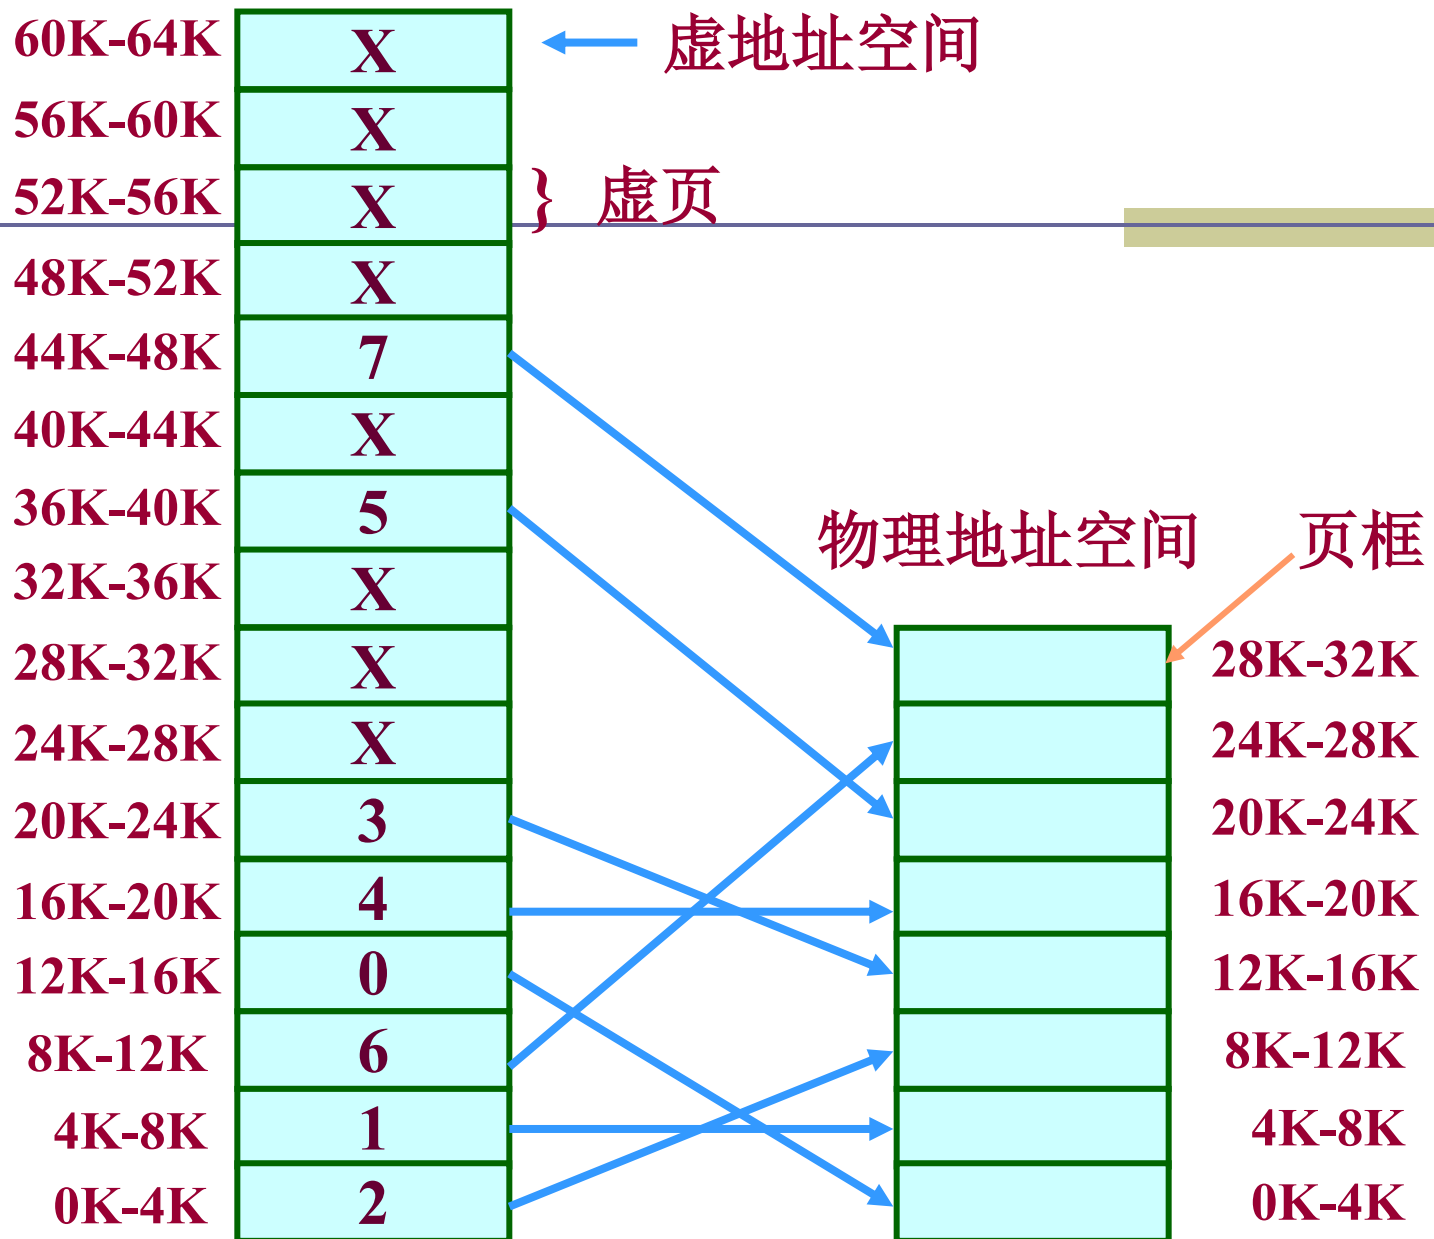 60K-64K X 虚地址空间
56K-60K X
52K-56K X } 虚页
48K-52K X
44K-48K 7
40K-44K X
36K-40K 5 物理地址空间 页框
32K-36K X
28K-32K X 28K-32K
24K-28K X 24K-28K
20K-24K 3 20K-24K
16K-20K 4 16K-20K
12K-16K 0 12K-16K
8K-12K 6 8K-12K
4K-8K 1 4K-8K
0K-4K 2 0K-4K